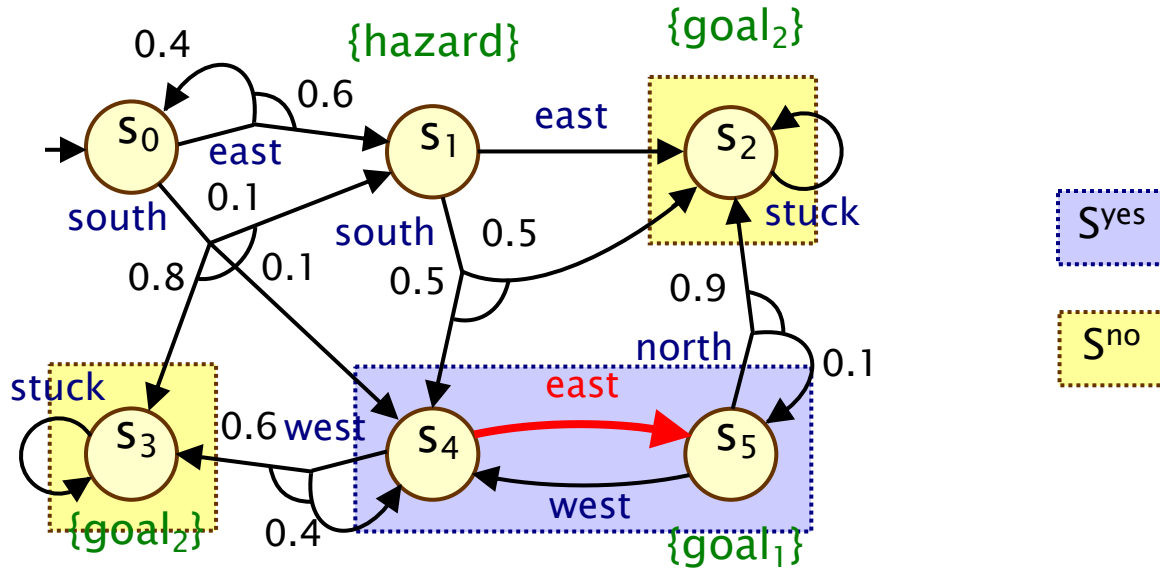 {goal₂}
0.4
{hazard}
0.6
s₀
s₁
east
s₂
east
0.1
south
south
0.5
stuck
Sʸᵉˢ
0.8
0.1
0.5
0.9
Sⁿᵒ
north
0.1
stuck
east
0.6
west
s₃
s₄
s₅
west
0.4
{goal₂}
{goal₁}